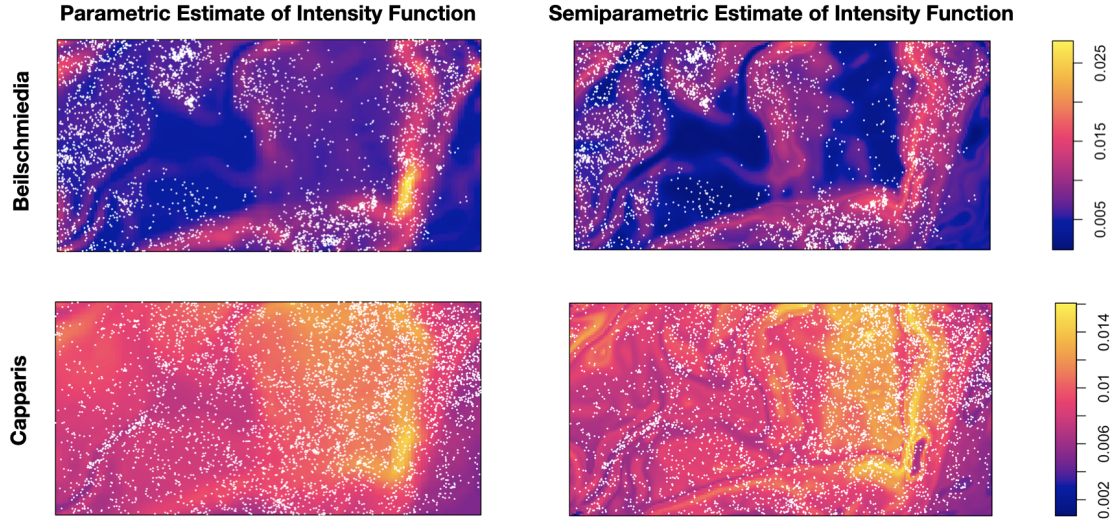 Parametric Estimate of Intensity Function
Semiparametric Estimate of Intensity Function
Beilschmiedia
0.025
0.015
0.005
Capparis
0.014
0.01
0.006
0.002